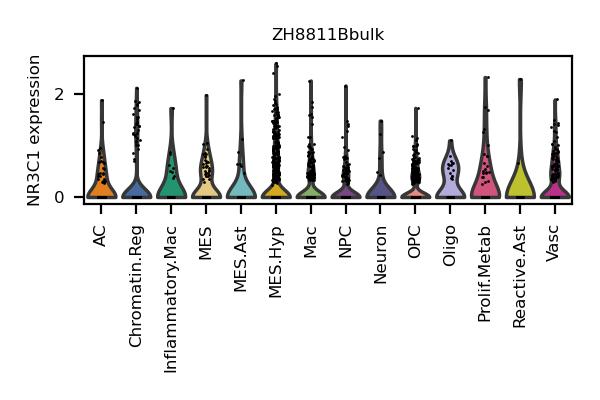 ZH8811Bbulk
NR3C1 expression
2
0
AC
Chromatin.Reg
Inflammatory.Mac
MES
MES.Ast
MES.Hyp
Mac
NPC
Neuron
OPC
Oligo
Prolif.Metab
Reactive.Ast
Vasc